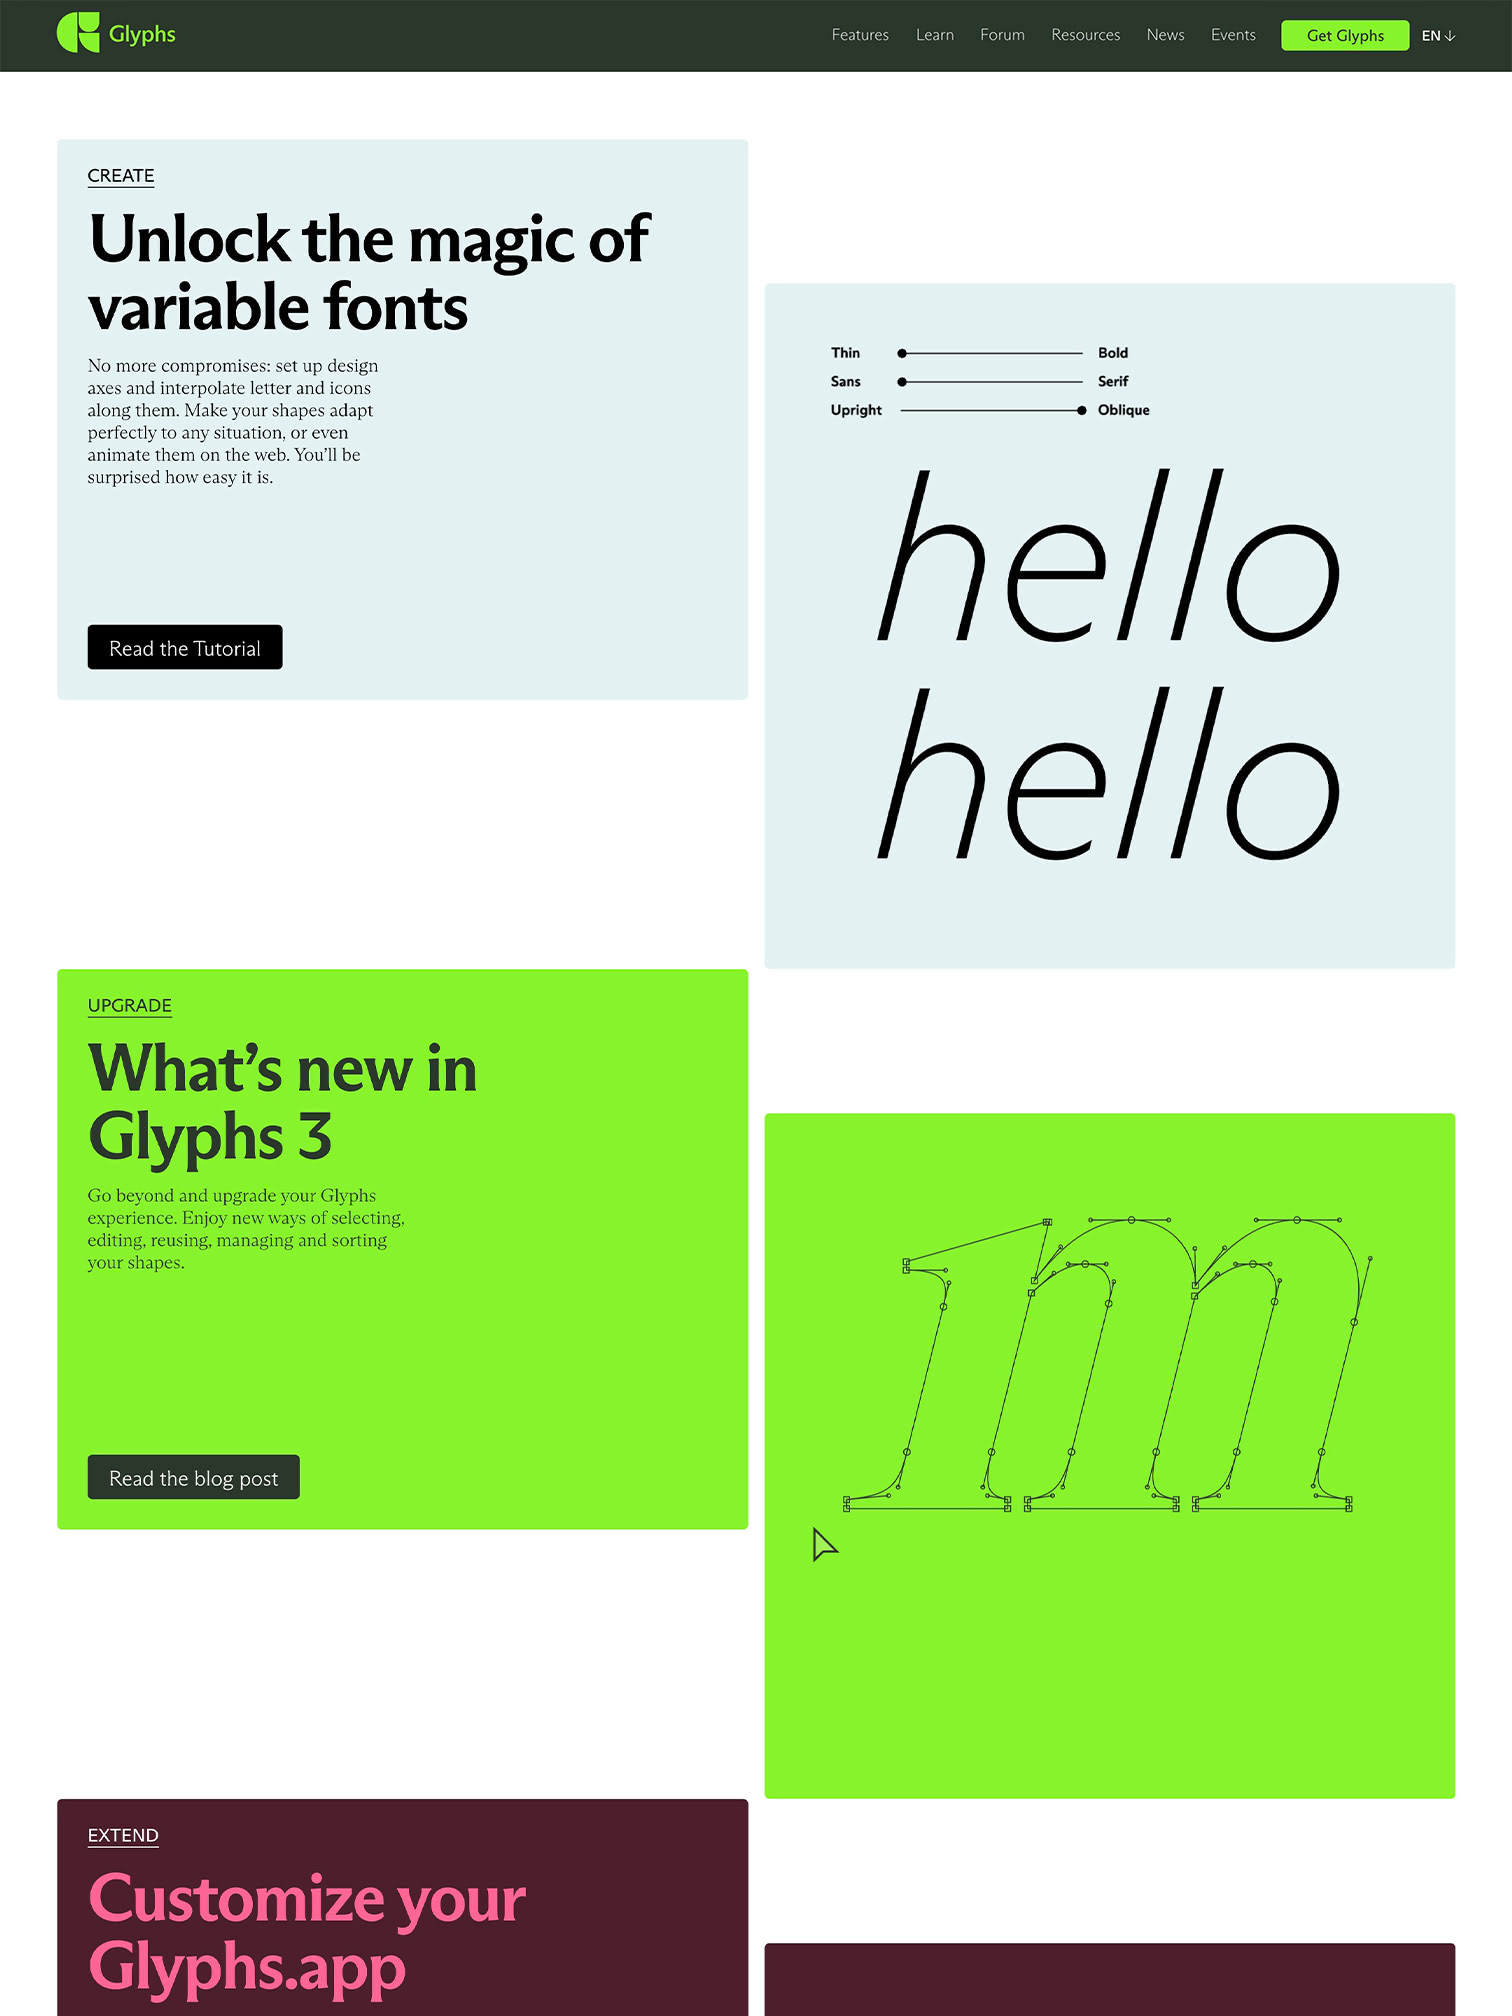 Glyphs
Features Learn Forum Resources News Events Get Glyphs EN ↓
CREATE
Unlock the magic of
variable fonts
No more compromises: set up design
axes and interpolate letter and icons
along them. Make your shapes adapt
perfectly to any situation, or even
animate them on the web. You’ll be
surprised how easy it is.
Read the Tutorial
Thin Bold
Sans Serif
Upright Oblique
hello
hello
UPGRADE
What’s new in
Glyphs 3
Go beyond and upgrade your Glyphs
experience. Enjoy new ways of selecting,
editing, reusing, managing and sorting
your shapes.
Read the blog post
m
EXTEND
Customize your
Glyphs.app